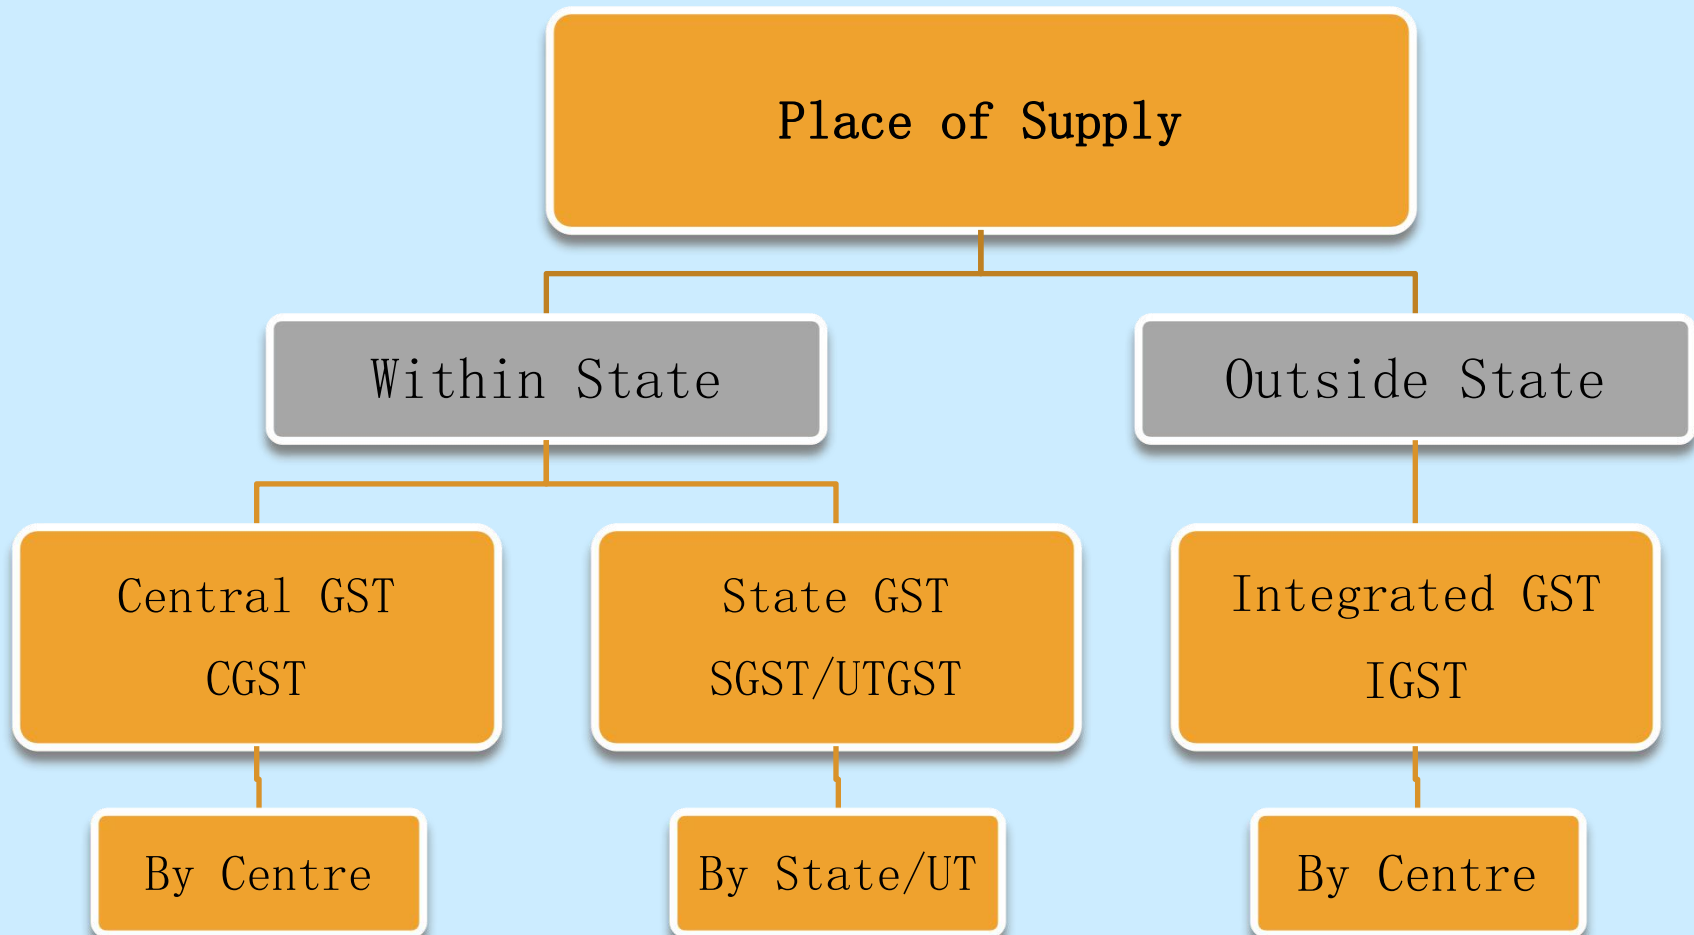 Place of Supply
Within State
Outside State
Central GST
CGST
State GST
SGST/UTGST
Integrated GST
IGST
By Centre
By State/UT
By Centre